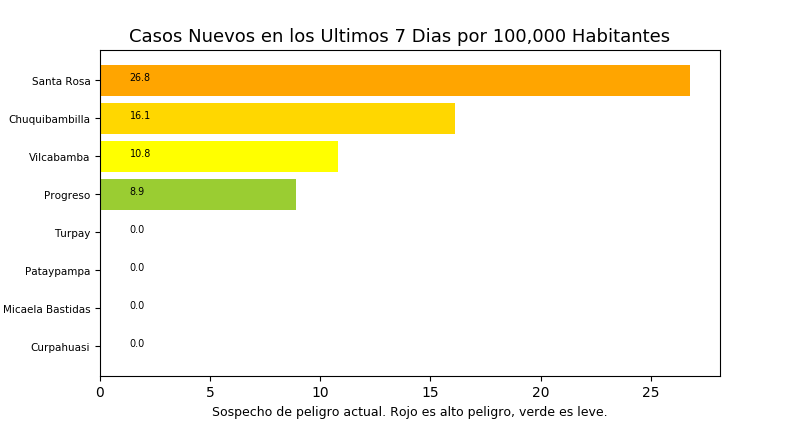 Casos Nuevos en los Ultimos 7 Dias por 100,000 Habitantes
Santa Rosa 26.8
Chuquibambilla 16.1
Vilcabamba 10.8
Progreso 8.9
Turpay 0.0
Pataypampa 0.0
Micaela Bastidas 0.0
Curpahuasi 0.0
0 5 10 15 20 25
Sospecho de peligro actual. Rojo es alto peligro, verde es leve.